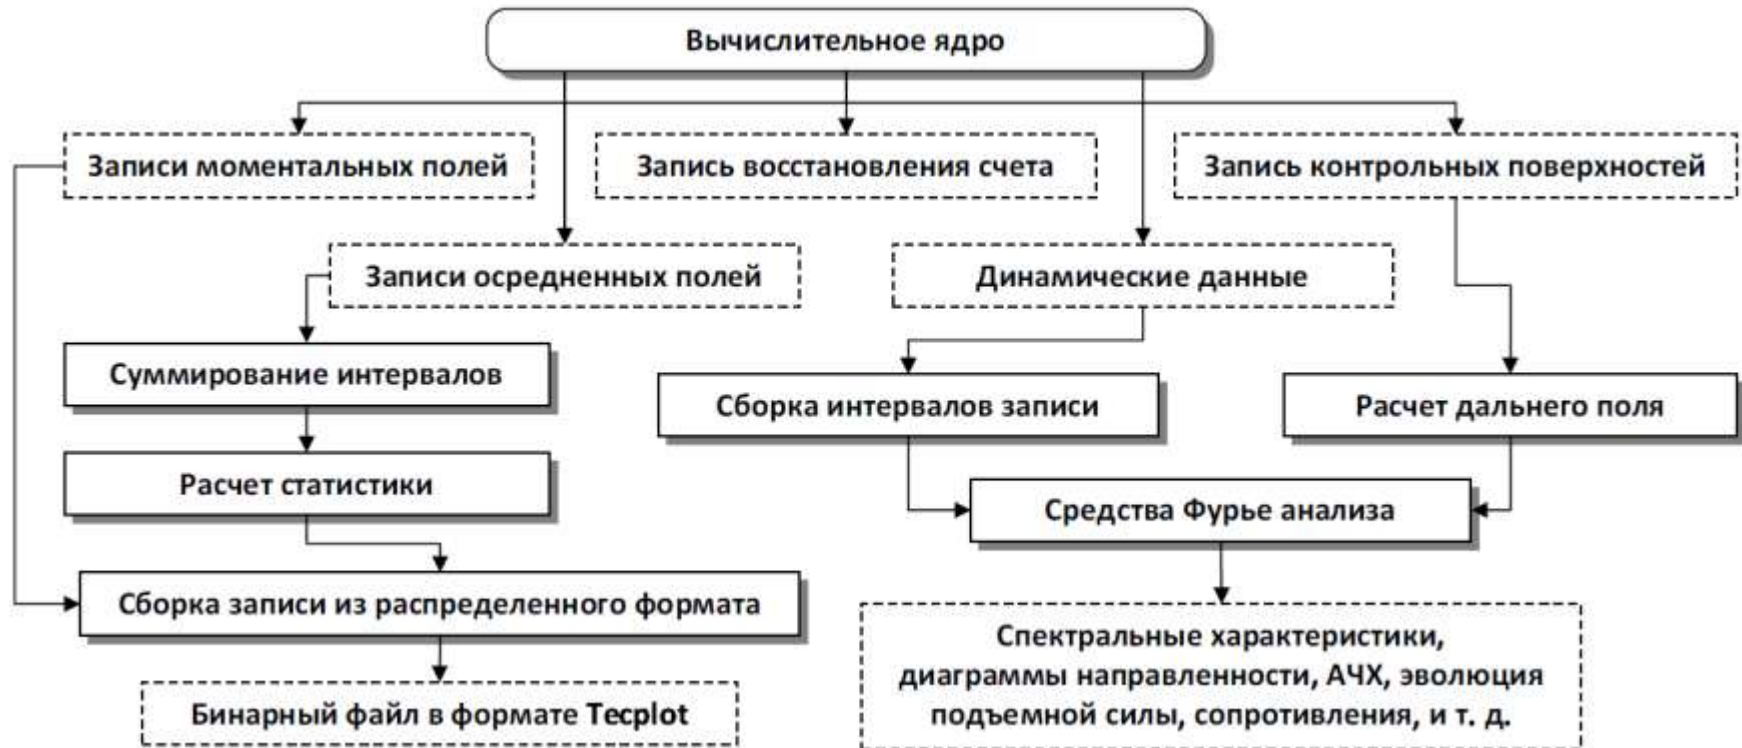 Вычислительное ядро
Записи моментальных полей
Запись восстановления счета
Запись контрольных поверхностей
Записи осредненных полей
Динамические данные
Суммирование интервалов
Сборка интервалов записи
Расчет дальнего поля
Расчет статистики
Средства Фурье анализа
Сборка записи из распределенного формата
Спектральные характеристики,
диаграммы направленности, АЧХ, эволюция
подъемной силы, сопротивления, и т. д.
Бинарный файл в формате Tecplot